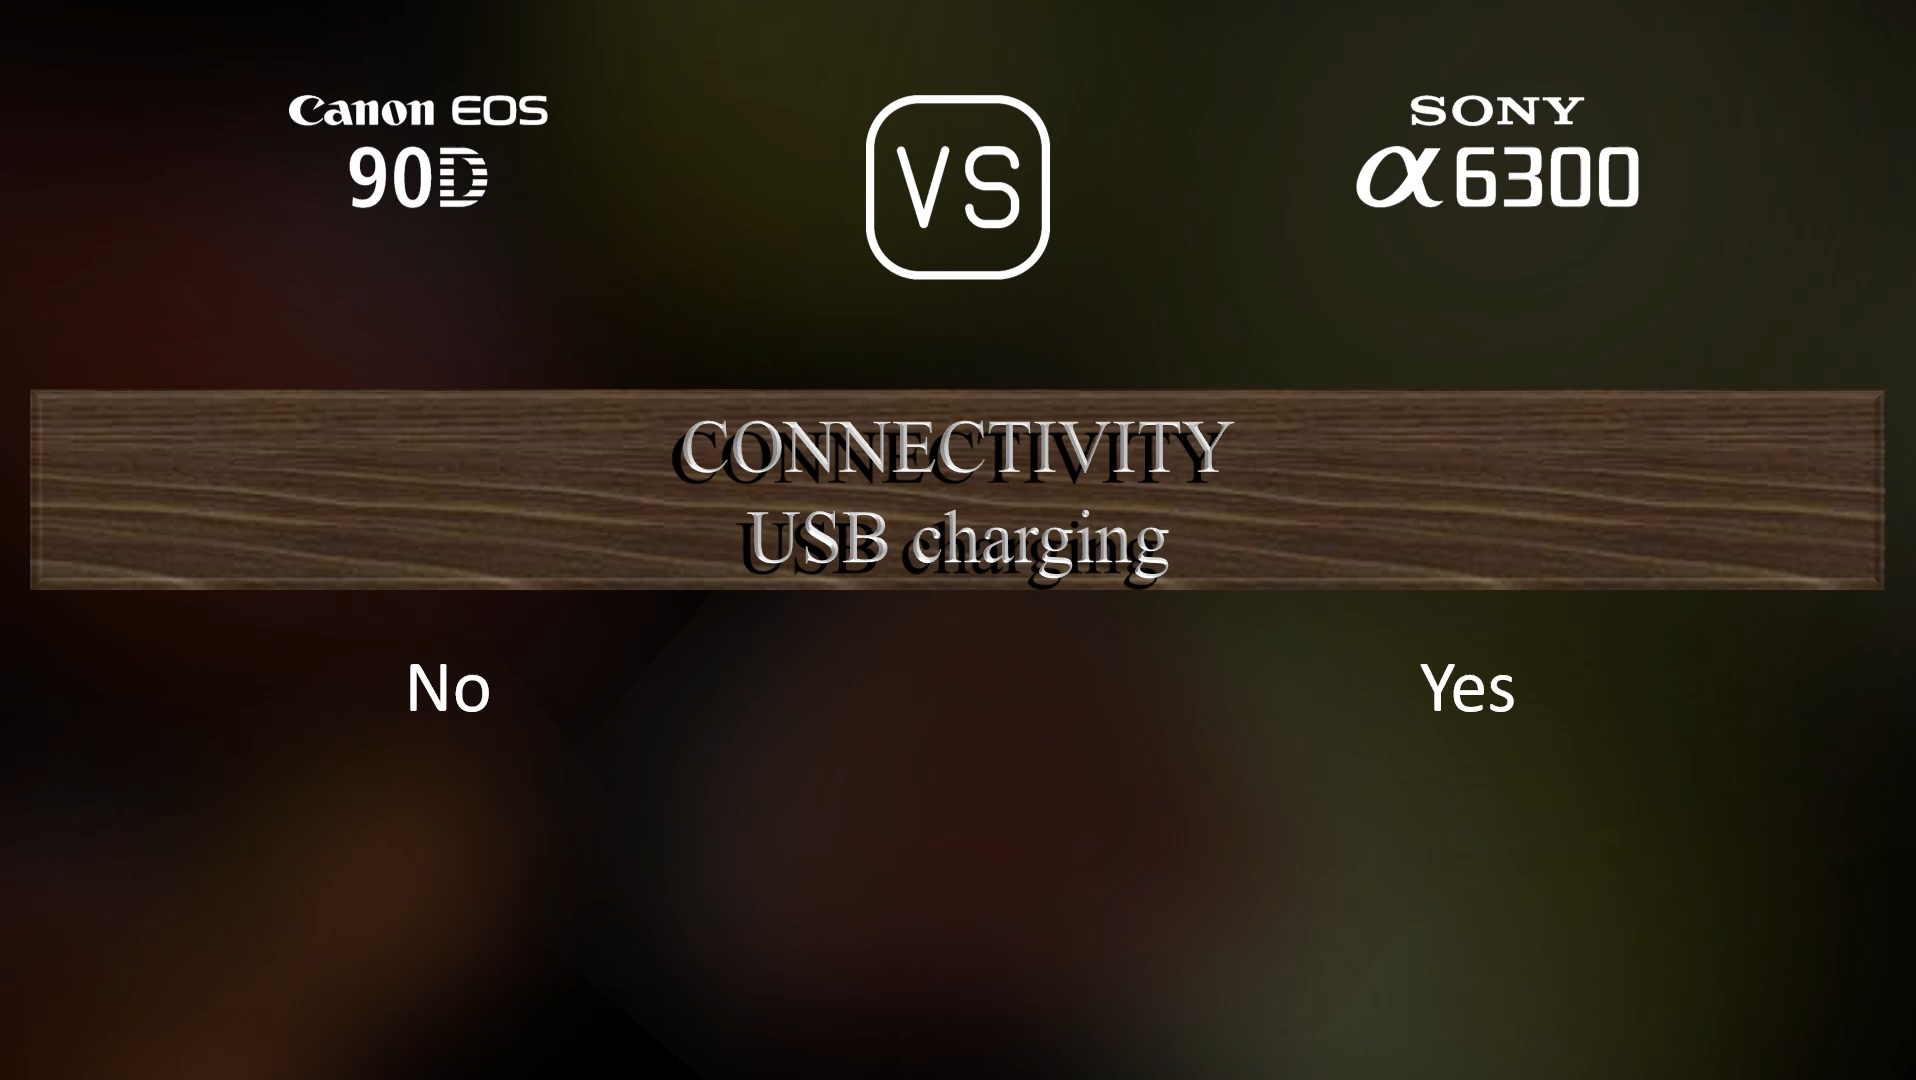 Canon EOS
90D
VS
SONY
α6300
CONNECTIVITY
USB charging
No
Yes